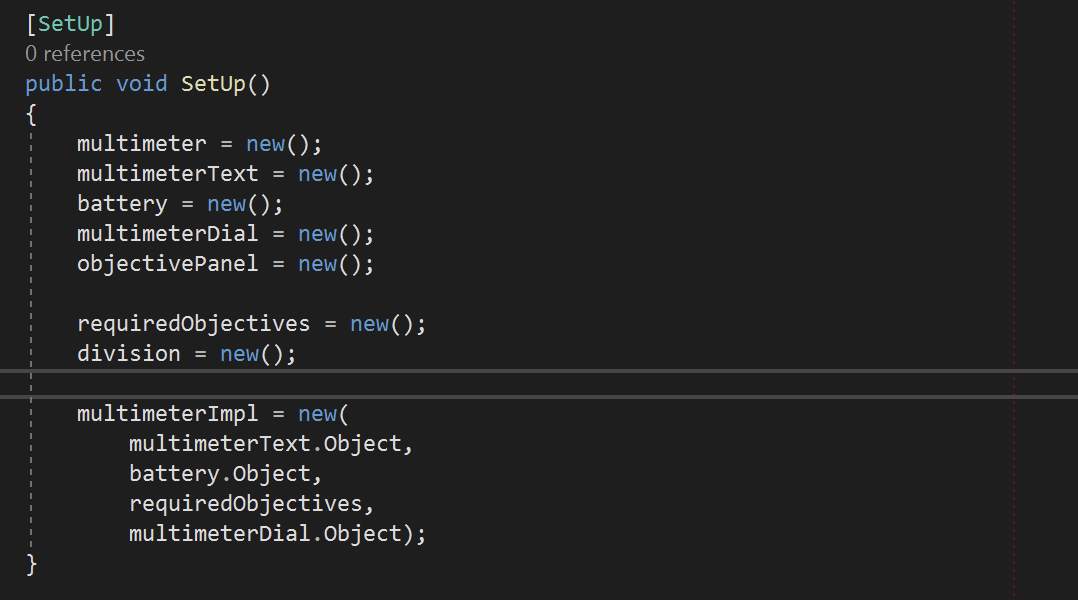 [SetUp]
0 references
public void SetUp()
{
multimeter = new();
multimeterText = new();
battery = new();
multimeterDial = new();
objectivePanel = new();
requiredObjectives = new();
division = new();
multimeterImpl = new(
multimeterText.Object,
battery.Object,
requiredObjectives,
multimeterDial.Object);
}